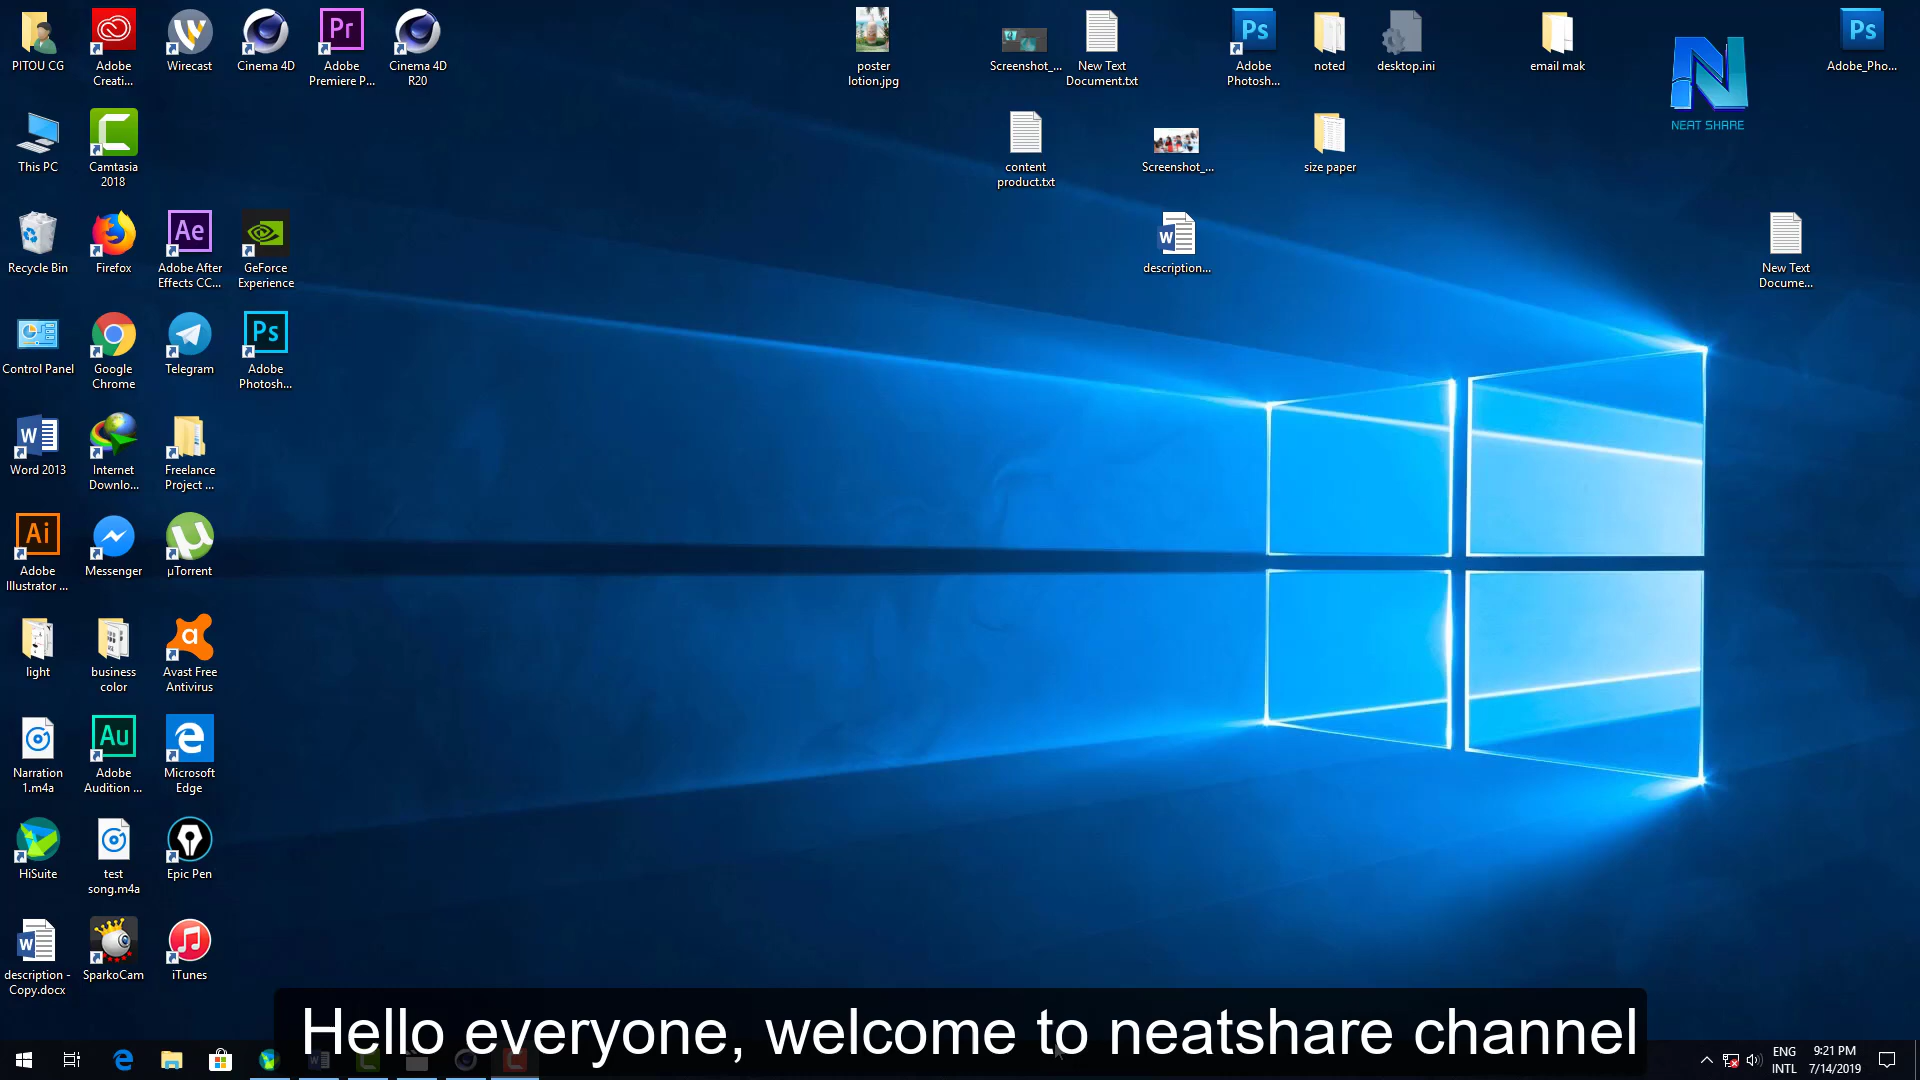 PITOU CG
Adobe
Creati...
Wirecast
Cinema 4D
Adobe
Premiere P...
Cinema 4D
R20
poster
lotion.jpg
Screenshot_...
New Text
Document.txt
Adobe
Photosh...
noted
desktop.ini
email mak
NEAT SHARE
Adobe_Pho...
This PC
Camtasia
2018
content
product.txt
Screenshot_...
size paper
Recycle Bin
Firefox
Adobe After
Effects CC...
GeForce
Experience
description...
New Text
Docume...
Control Panel
Google
Chrome
Telegram
Adobe
Photosh...
Word 2013
Internet
Downlo...
Freelance
Project ...
Adobe
Illustrator ...
Messenger
µTorrent
light
business
color
Avast Free
Antivirus
Narration
1.m4a
Adobe
Audition ...
Microsoft
Edge
HiSuite
test
song.m4a
Epic Pen
description -
Copy.docx
SparkoCam
iTunes
Hello everyone, welcome to neatshare channel
ENG
INTL
9:21 PM
7/14/2019